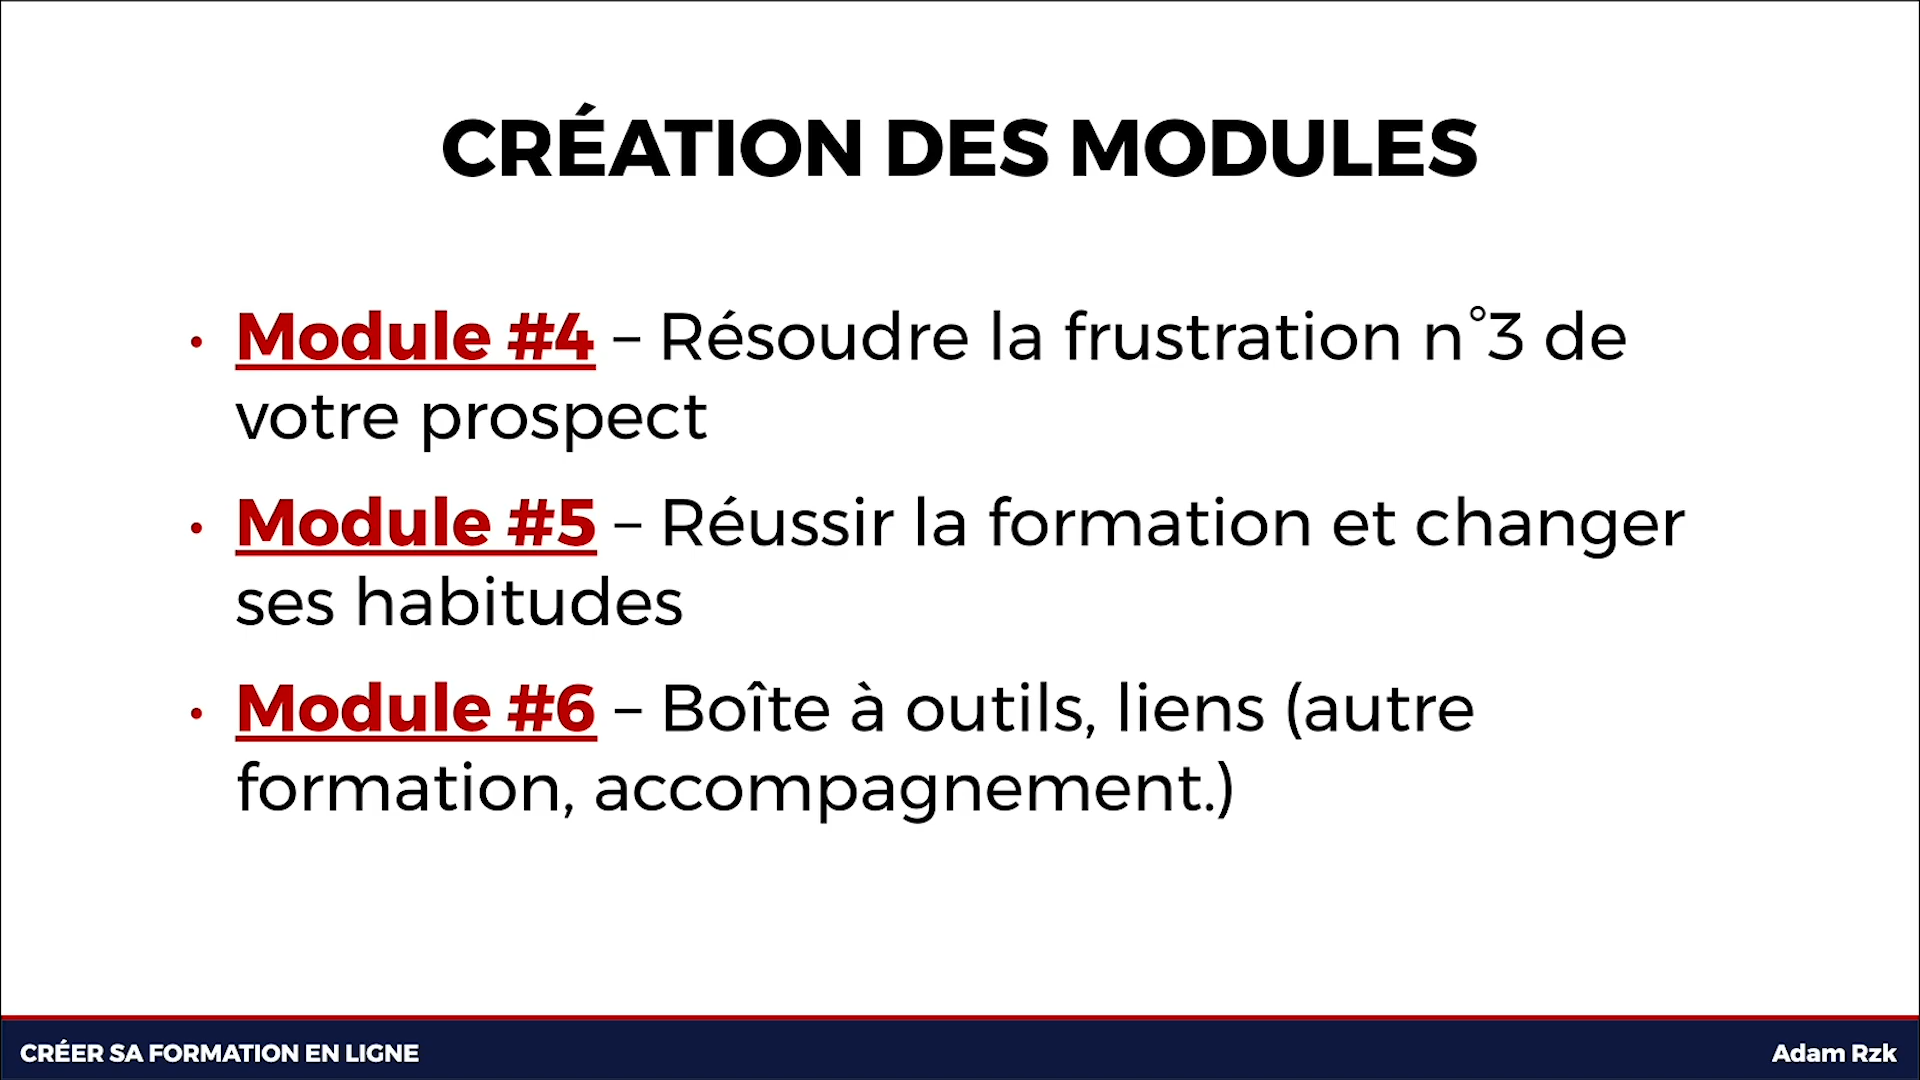 CRÉATION DES MODULES
• Module #4 – Résoudre la frustration n°3 de
votre prospect
• Module #5 – Réussir la formation et changer
ses habitudes
• Module #6 – Boîte à outils, liens (autre
formation, accompagnement.)
CRÉER SA FORMATION EN LIGNE
Adam Rzk